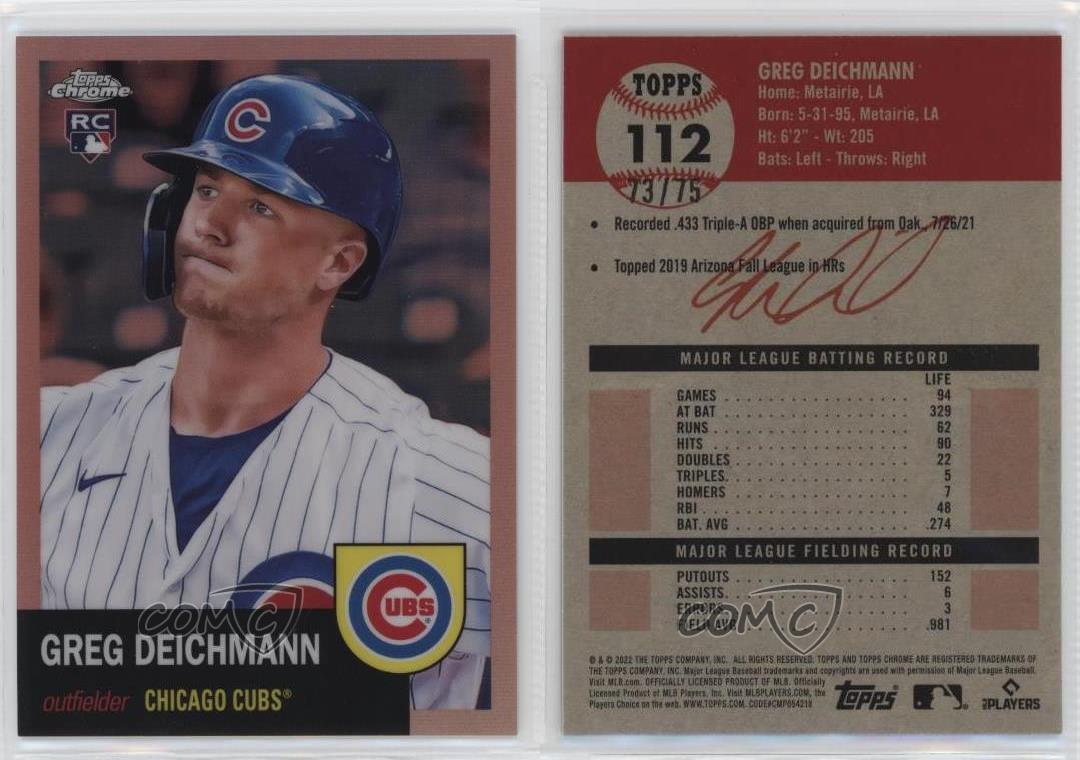 Topps
Chrome
RC
C
CUBS®
GREG DEICHMANN
outfielder CHICAGO CUBS®
COMC
TOPPS
112
73/75
GREG DEICHMANN
Home: Metairie, LA
Born: 5-31-95, Metairie, LA
Ht: 6'2" - Wt: 205
Bats: Left - Throws: Right
• Recorded .433 Triple-A OBP when acquired from Oak., 7/26/21
• Topped 2019 Arizona Fall League in HRs
MAJOR LEAGUE BATTING RECORD
LIFE
GAMES 94
AT BAT 329
RUNS 62
HITS 90
DOUBLES 22
TRIPLES 5
HOMERS 7
RBI 48
BAT. AVG .274
MAJOR LEAGUE FIELDING RECORD
PUTOUTS 152
ASSISTS 6
ERRORS 3
FIELD AVG .981
COMC
® & © 2022 THE TOPPS COMPANY, INC. ALL RIGHTS RESERVED. TOPPS AND TOPPS CHROME ARE REGISTERED TRADEMARKS OF
THE TOPPS COMPANY, INC. Major League Baseball trademarks and copyrights are used with permission of Major League Baseball.
Visit MLB.com. OFFICIALLY LICENSED PRODUCT OF MLB. Officially
Licensed Product of MLB Players, Inc. Visit MLBPLAYERS.COM, the
Players Choice on the web. WWW.TOPPS.COM. CODE#CMP054218
Topps
MLB PLAYERS